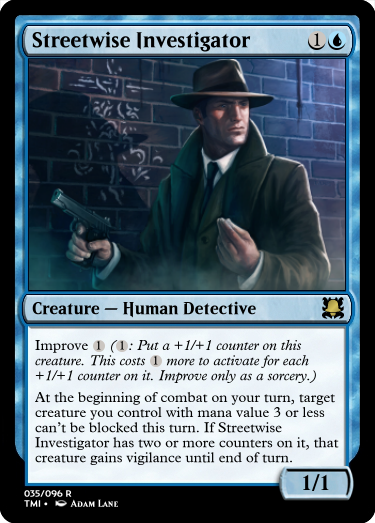 Streetwise Investigator 1
Creature — Human Detective
Improve 1 (1: Put a +1/+1 counter on this
creature. This costs 1 more to activate for each
+1/+1 counter on it. Improve only as a sorcery.)
At the beginning of combat on your turn, target
creature you control with mana value 3 or less
can't be blocked this turn. If Streetwise
Investigator has two or more counters on it, that
creature gains vigilance until end of turn.
1/1
035/096 R
TMI • Adam Lane